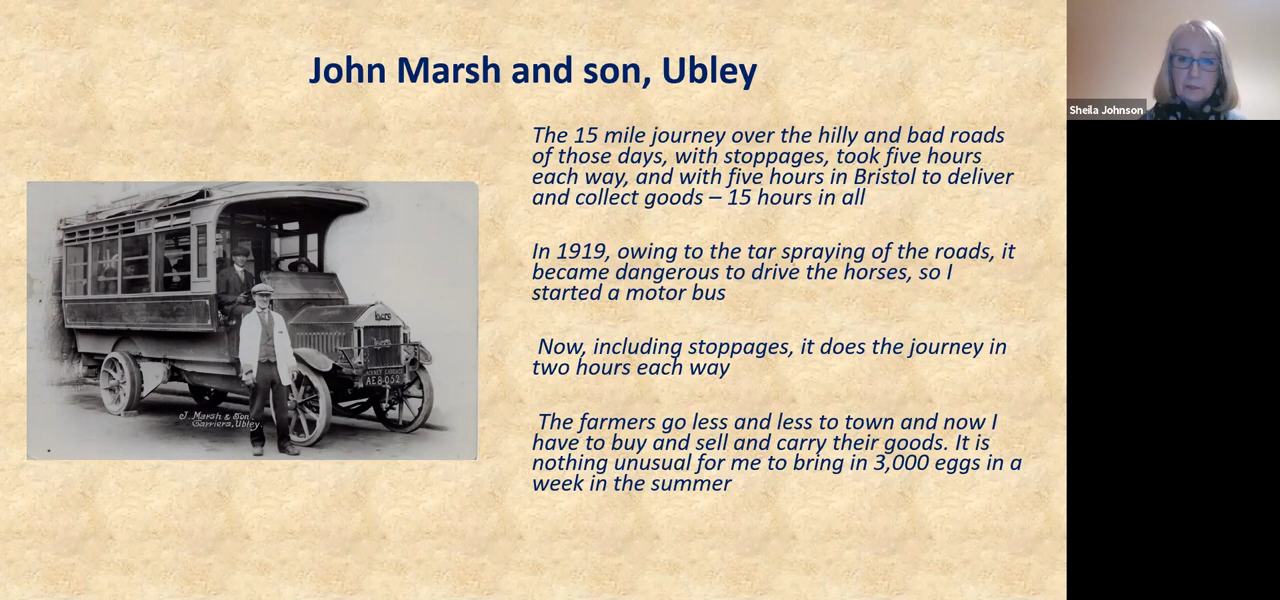 John Marsh and son, Ubley
The 15 mile journey over the hilly and bad roads
of those days, with stoppages, took five hours
each way, and with five hours in Bristol to deliver
and collect goods – 15 hours in all
In 1919, owing to the tar spraying of the roads, it
became dangerous to drive the horses, so I
started a motor bus
Now, including stoppages, it does the journey in
two hours each way
The farmers go less and less to town and now I
have to buy and sell and carry their goods. It is
nothing unusual for me to bring in 3,000 eggs in a
week in the summer
HACKNEY CARRIAGE
J. Marsh & Son
Carriers, Ubley.
Sheila Johnson